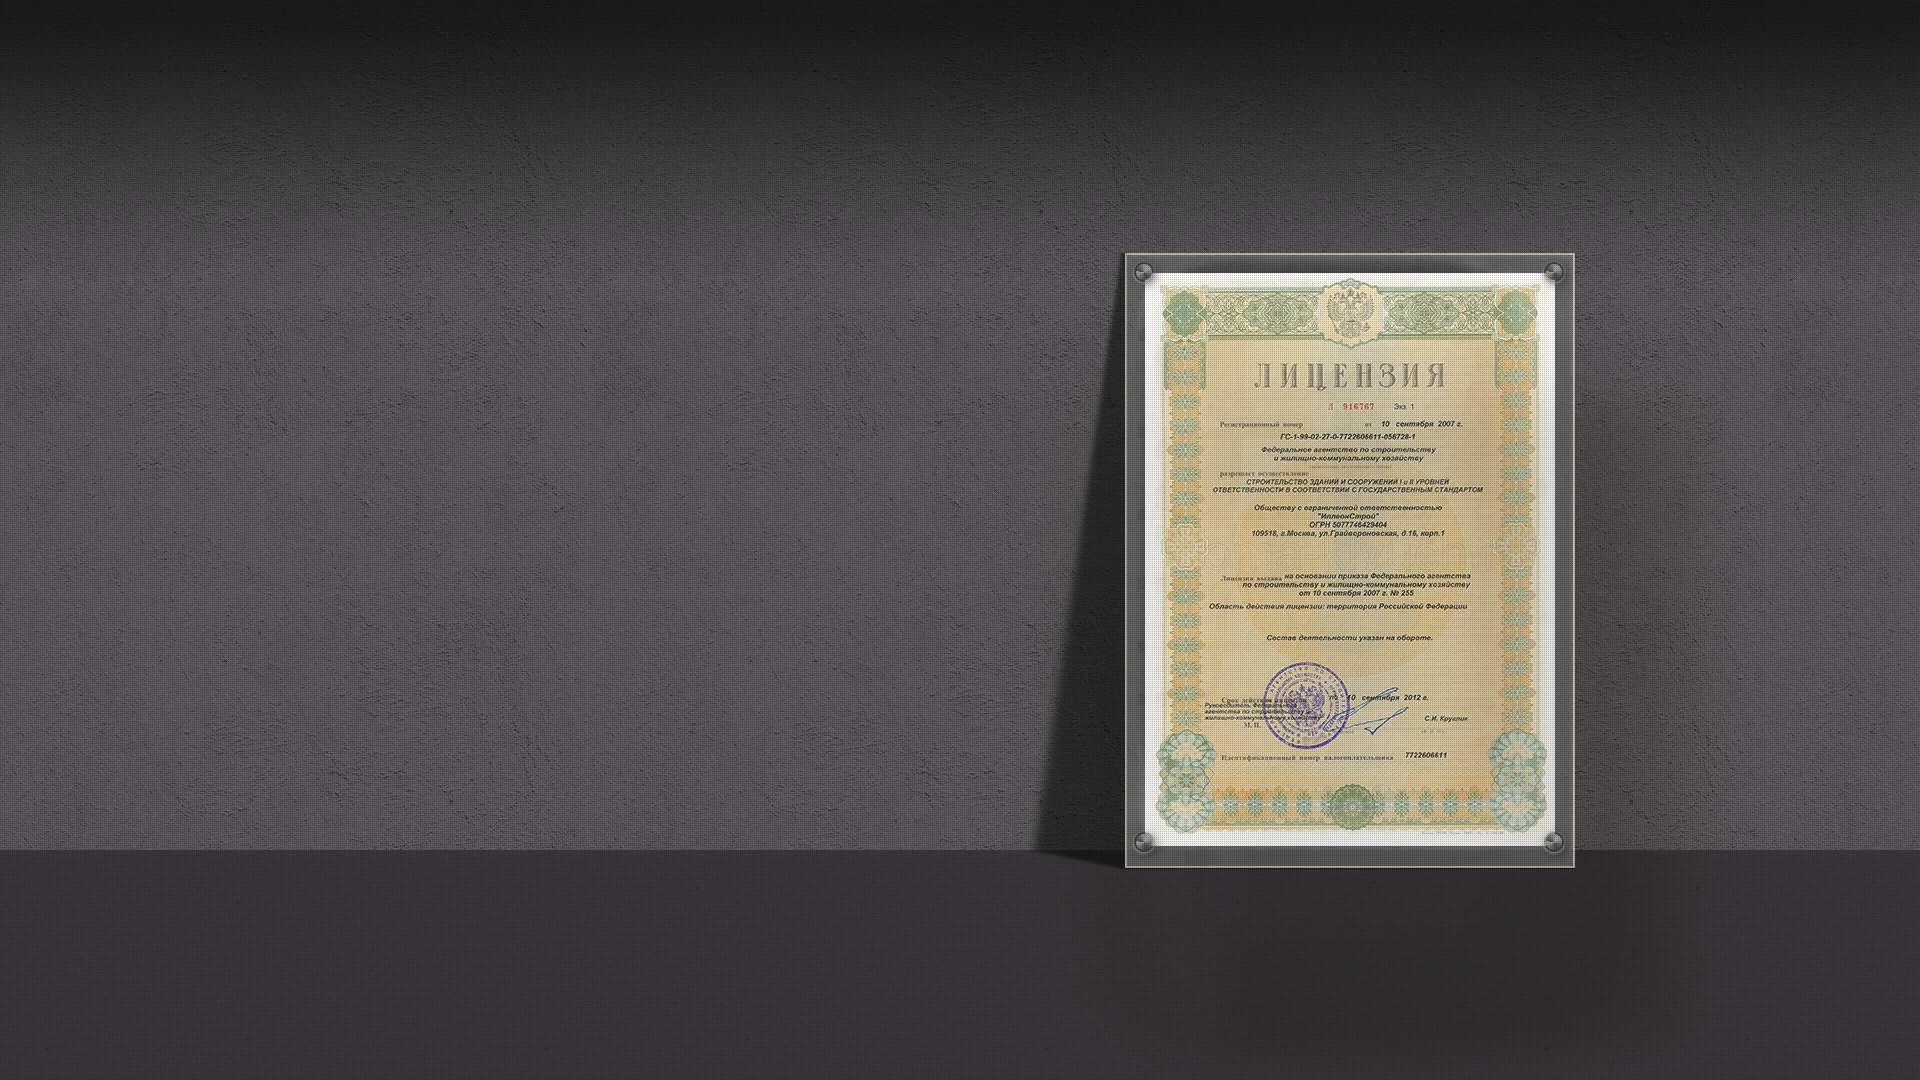 ЛИЦЕНЗИЯ
Д 916767 Экз. 1
Регистрационный номер от 10 сентября 2007 г.
ГС-1-99-02-27-0-7722606611-056728-1
Федеральное агентство по строительству
и жилищно-коммунальному хозяйству
разрешает осуществление
СТРОИТЕЛЬСТВО ЗДАНИЙ И СООРУЖЕНИЙ I и II УРОВНЕЙ
ОТВЕТСТВЕННОСТИ В СООТВЕТСТВИИ С ГОСУДАРСТВЕННЫМ СТАНДАРТОМ
Обществу с ограниченной ответственностью
"ИллеонСтрой"
ОГРН 5077746429404
109518, г.Москва, ул.Грайвороновская, д.16, корп.1
Лицензия выдана на основании приказа Федерального агентства
по строительству и жилищно-коммунальному хозяйству
от 10 сентября 2007 г. № 255
Область действия лицензии: территория Российской Федерации
Состав деятельности указан на обороте.
Срок действия лицензии по 10 сентября 2012 г.
Руководитель Федерального
агентства по строительству и
жилищно-коммунальному хозяйству С.И. Круглик
М. П.
Идентификационный номер налогоплательщика 7722606611